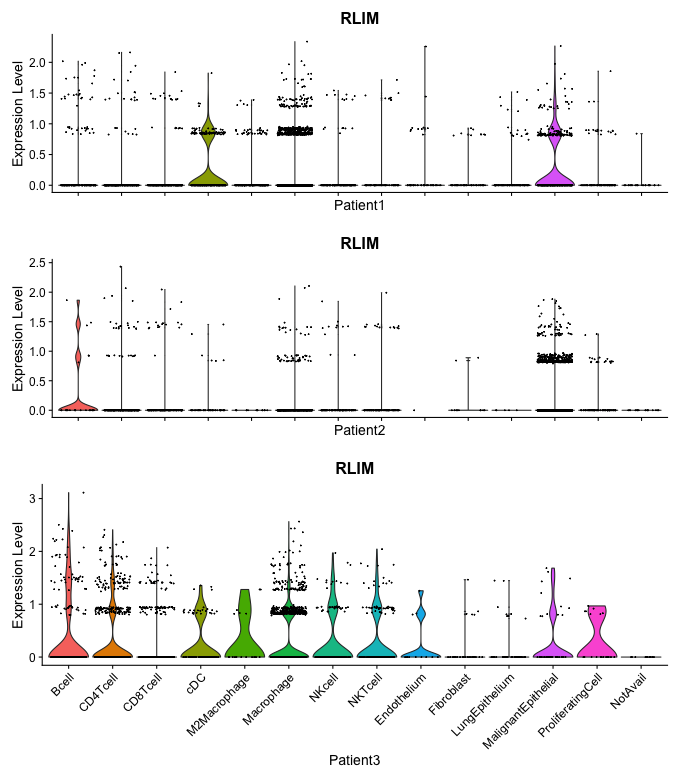 RLIM
Expression Level
2.0
1.5
1.0
0.5
0.0
Patient1
RLIM
Expression Level
2.5
2.0
1.5
1.0
0.5
0.0
Patient2
RLIM
Expression Level
3
2
1
0
Bcell
CD4Tcell
CD8Tcell
cDC
M2Macrophage
Macrophage
NKcell
NKTcell
Endothelium
Fibroblast
LungEpithelium
MalignantEpithelial
ProliferatingCell
NotAvail
Patient3